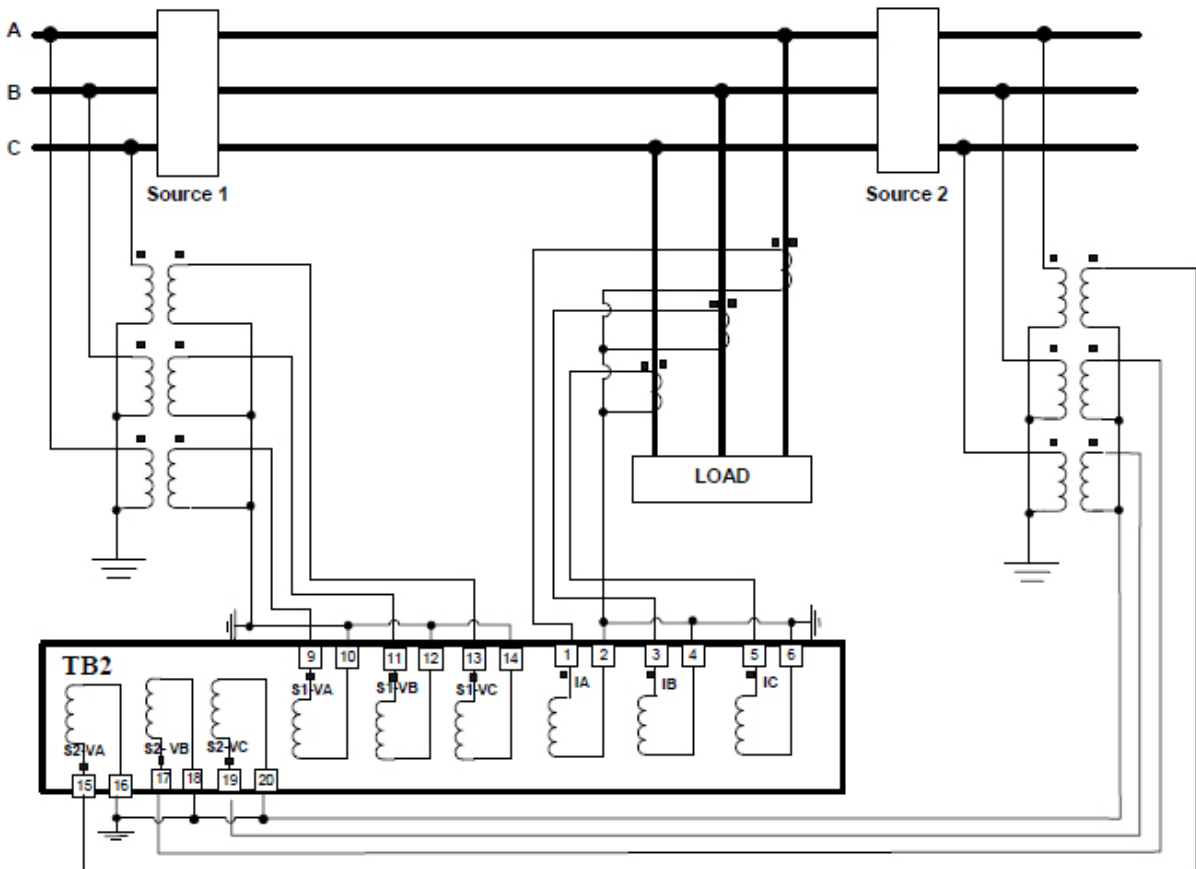 A
B
C
Source 1
Source 2
LOAD
TB2
9
10
11
12
13
14
1
2
3
4
5
6
S1-VA
S1-VB
S1-VC
IA
IB
IC
S2-VA
S2- VB
S2-VC
15
16
17
18
19
20